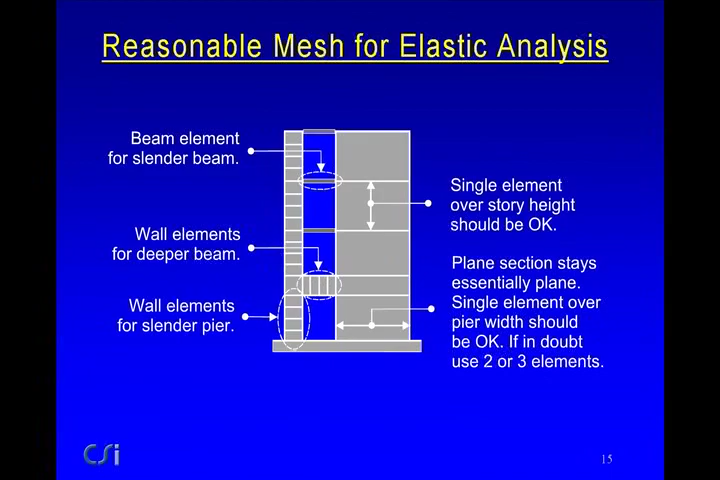 Reasonable Mesh for Elastic Analysis
Beam element
for slender beam.
Wall elements
for deeper beam.
Wall elements
for slender pier.
Single element
over story height
should be OK.
Plane section stays
essentially plane.
Single element over
pier width should
be OK. If in doubt
use 2 or 3 elements.
CSi
15